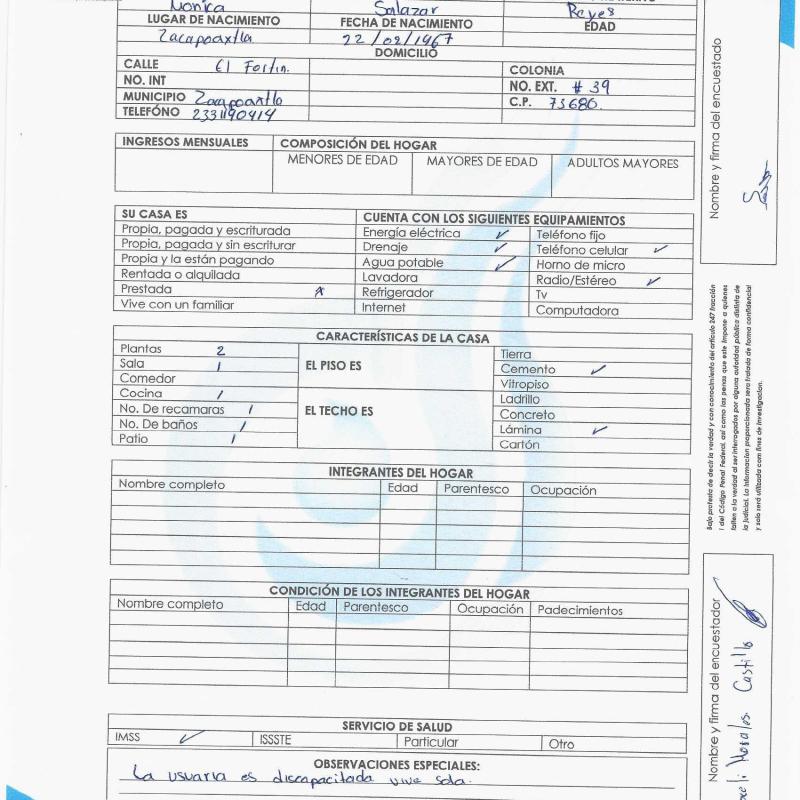 Monica Salazar Reyes
LUGAR DE NACIMIENTO FECHA DE NACIMIENTO EDAD
Zacapoaxtla 22/02/1967
DOMICILIO
CALLE El Fortin. COLONIA
NO. INT NO. EXT. # 39
MUNICIPIO Zacapoaxtla C.P. 73680.
TELEFÓNO 2331190414
INGRESOS MENSUALES COMPOSICIÓN DEL HOGAR
MENORES DE EDAD MAYORES DE EDAD ADULTOS MAYORES
SU CASA ES CUENTA CON LOS SIGUIENTES EQUIPAMIENTOS
Propia, pagada y escriturada Energía eléctrica ✓ Teléfono fijo
Propia, pagada y sin escriturar Drenaje ✓ Teléfono celular ✓
Propia y la están pagando Agua potable ✓ Horno de micro
Rentada o alquilada Lavadora Radio/Estéreo ✓
Prestada x Refrigerador Tv
Vive con un familiar Internet Computadora
CARACTERÍSTICAS DE LA CASA
Plantas 2 Tierra
Sala 1 EL PISO ES Cemento ✓
Comedor Vitropiso
Cocina 1 Ladrillo
No. De recamaras 1 EL TECHO ES Concreto
No. De baños 1 Lámina ✓
Patio 1 Cartón
INTEGRANTES DEL HOGAR
Nombre completo Edad Parentesco Ocupación
CONDICIÓN DE LOS INTEGRANTES DEL HOGAR
Nombre completo Edad Parentesco Ocupación Padecimientos
SERVICIO DE SALUD
IMSS ✓ ISSSTE Particular Otro
OBSERVACIONES ESPECIALES:
La usuaria es discapacitada vive sola.
Nombre y firma del encuestado
Bajo protesta de decir la verdad y con conocimiento del artículo 247 fracción
I del Código Penal Federal, así como las penas que este impone a quienes
falten a la verdad al ser interrogados por alguna autoridad pública distinta de
la judicial. La información proporcionada sera tratada de forma confidencial
y solo será utilizada con fines de investigacion.
Nombre y firma del encuestador
Morales Castillo